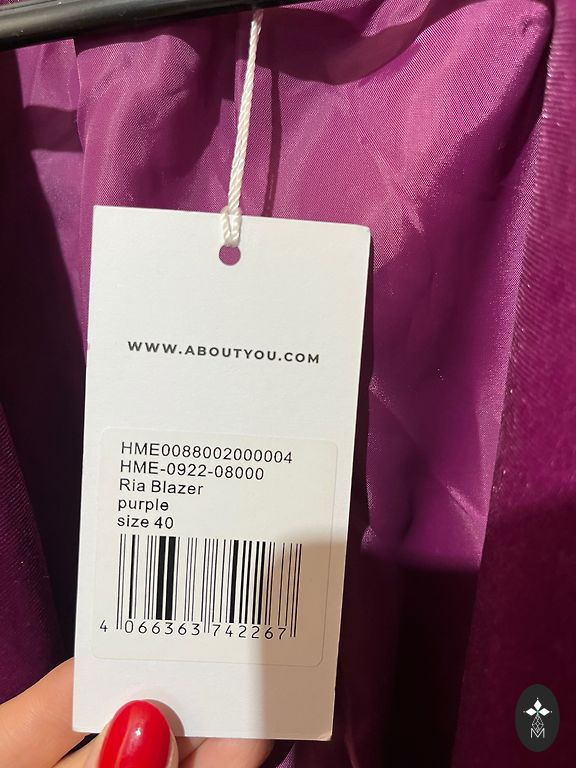 WWW.ABOUTYOU.COM
HME0088002000004
HME-0922-08000
Ria Blazer
purple
size 40
4 066363 742267